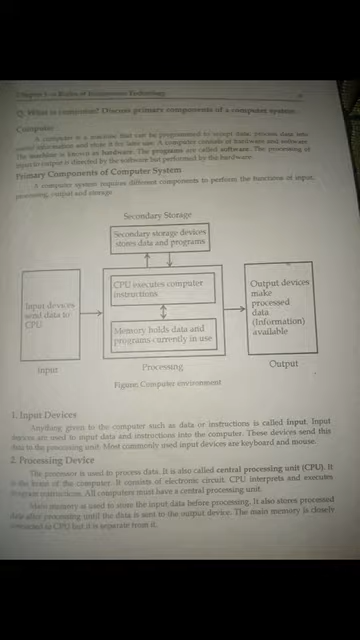 Chapter 1 → Basics of Information Technology
Q. What is computer? Discuss primary components of a computer system.
Computer
A computer is a machine that can be programmed to accept data, process data into
useful information and store it for later use. A computer consists of hardware and software.
The machine is known as hardware. The programs are called software. The processing of
input to output is directed by the software but performed by the hardware.
Primary Components of Computer System
A computer system requires different components to perform the functions of input,
processing, output and storage.
Secondary Storage
Secondary storage devices
stores data and programs
Input devices
send data to
CPU
Input
CPU executes computer
instructions
Memory holds data and
programs currently in use
Processing
Output devices
make
processed
data
(Information)
available
Output
Figure: Computer environment
1. Input Devices
Anything given to the computer such as data or instructions is called input. Input
devices are used to input data and instructions into the computer. These devices send this
data to the processing unit. Most commonly used input devices are keyboard and mouse.
2. Processing Device
The processor is used to process data. It is also called central processing unit (CPU). It
is the brain of the computer. It consists of electronic circuit. CPU interprets and executes
program instructions. All computers must have a central processing unit.
Main memory is used to store the input data before processing. It also stores processed
data after processing until the data is sent to the output device. The main memory is closely
connected to CPU but it is separate from it.